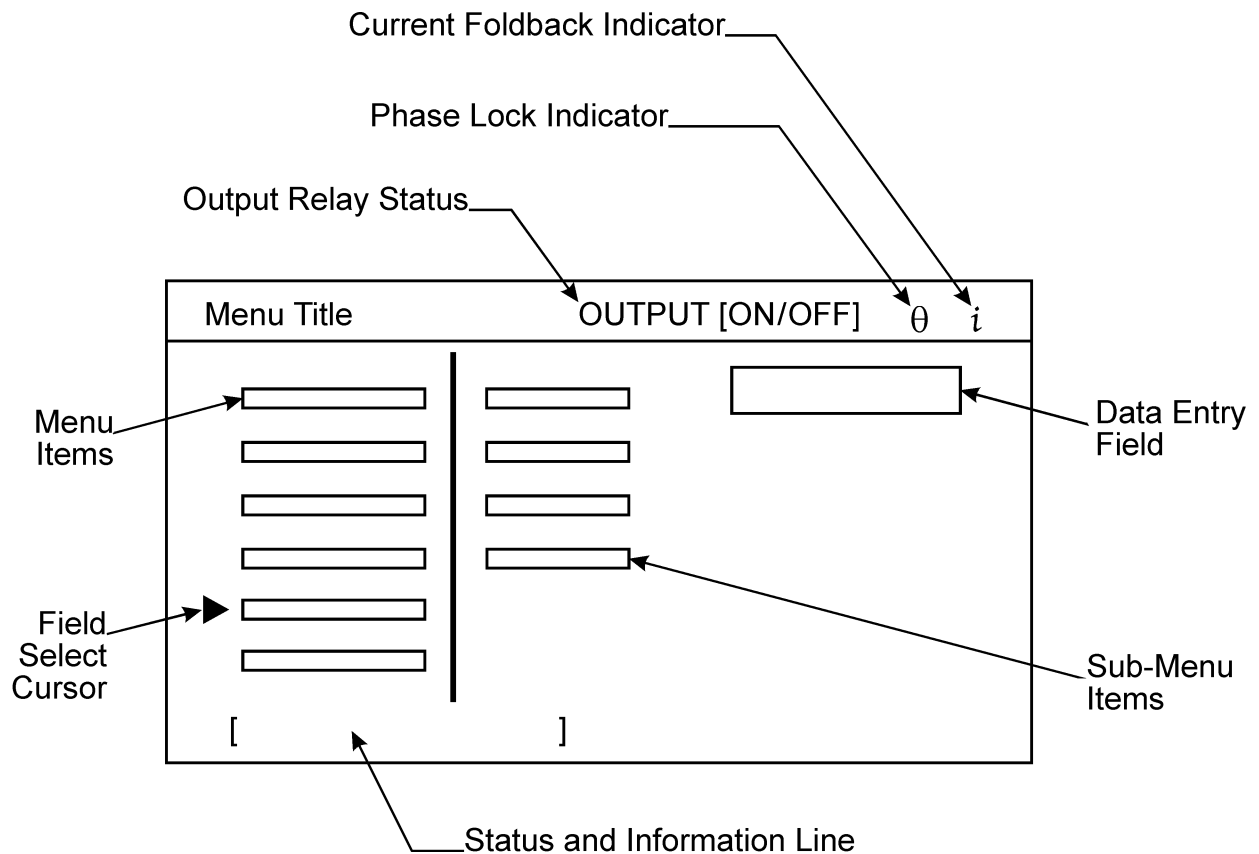 Current Foldback Indicator
Phase Lock Indicator
Output Relay Status
Menu Title OUTPUT [ON/OFF] θ i
Menu
Items
Data Entry
Field
Field
Select
Cursor
Sub-Menu
Items
[ ]
Status and Information Line